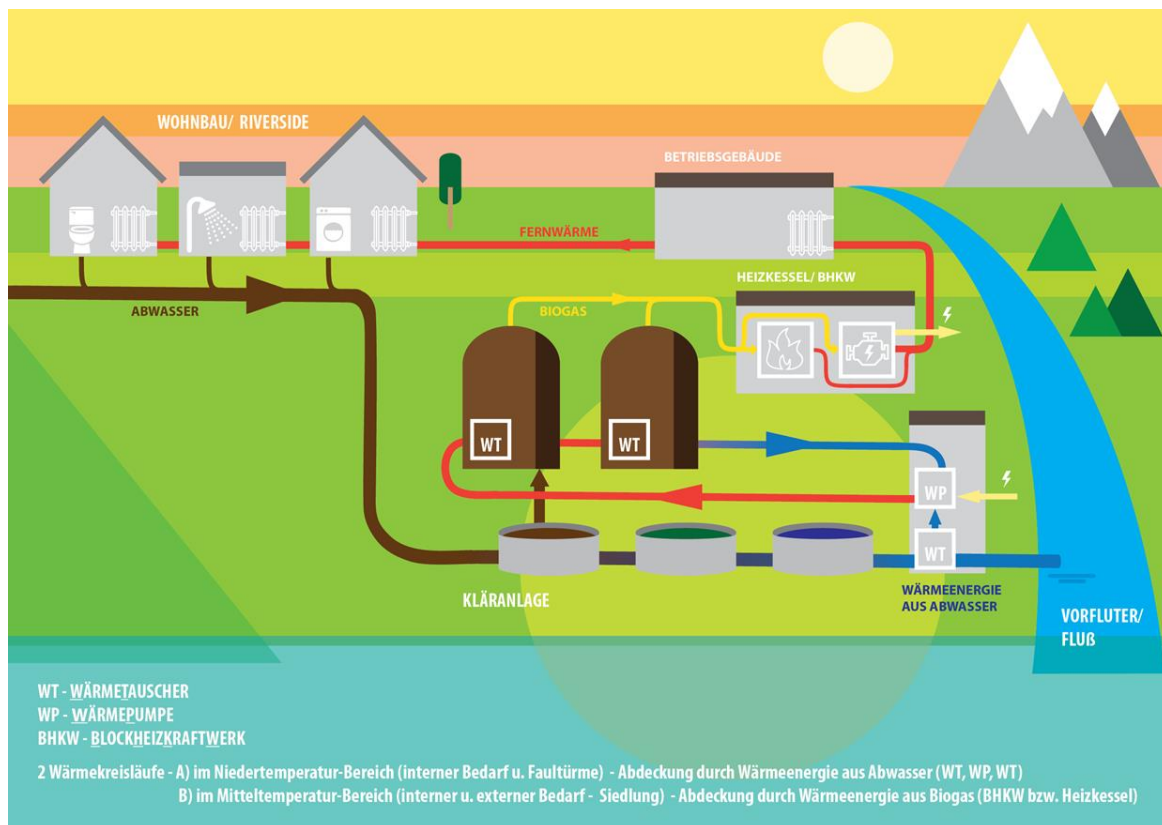 WOHNBAU/ RIVERSIDE
BETRIEBSGEBÄUDE
FERNWÄRME
HEIZKESSEL/ BHKW
ABWASSER
BIOGAS
WT
WT
WP
WT
KLÄRANLAGE
WÄRMEENERGIE
AUS ABWASSER
VORFLUTER/
FLUß
WT - WÄRMETAUSCHER
WP - WÄRMEPUMPE
BHKW - BLOCKHEIZKRAFTWERK
2 Wärmekreisläufe - A) im Niedertemperatur-Bereich (interner Bedarf u. Faultürme) - Abdeckung durch Wärmeenergie aus Abwasser (WT, WP, WT)
B) im Mitteltemperatur-Bereich (interner u. externer Bedarf - Siedlung) - Abdeckung durch Wärmeenergie aus Biogas (BHKW bzw. Heizkessel)